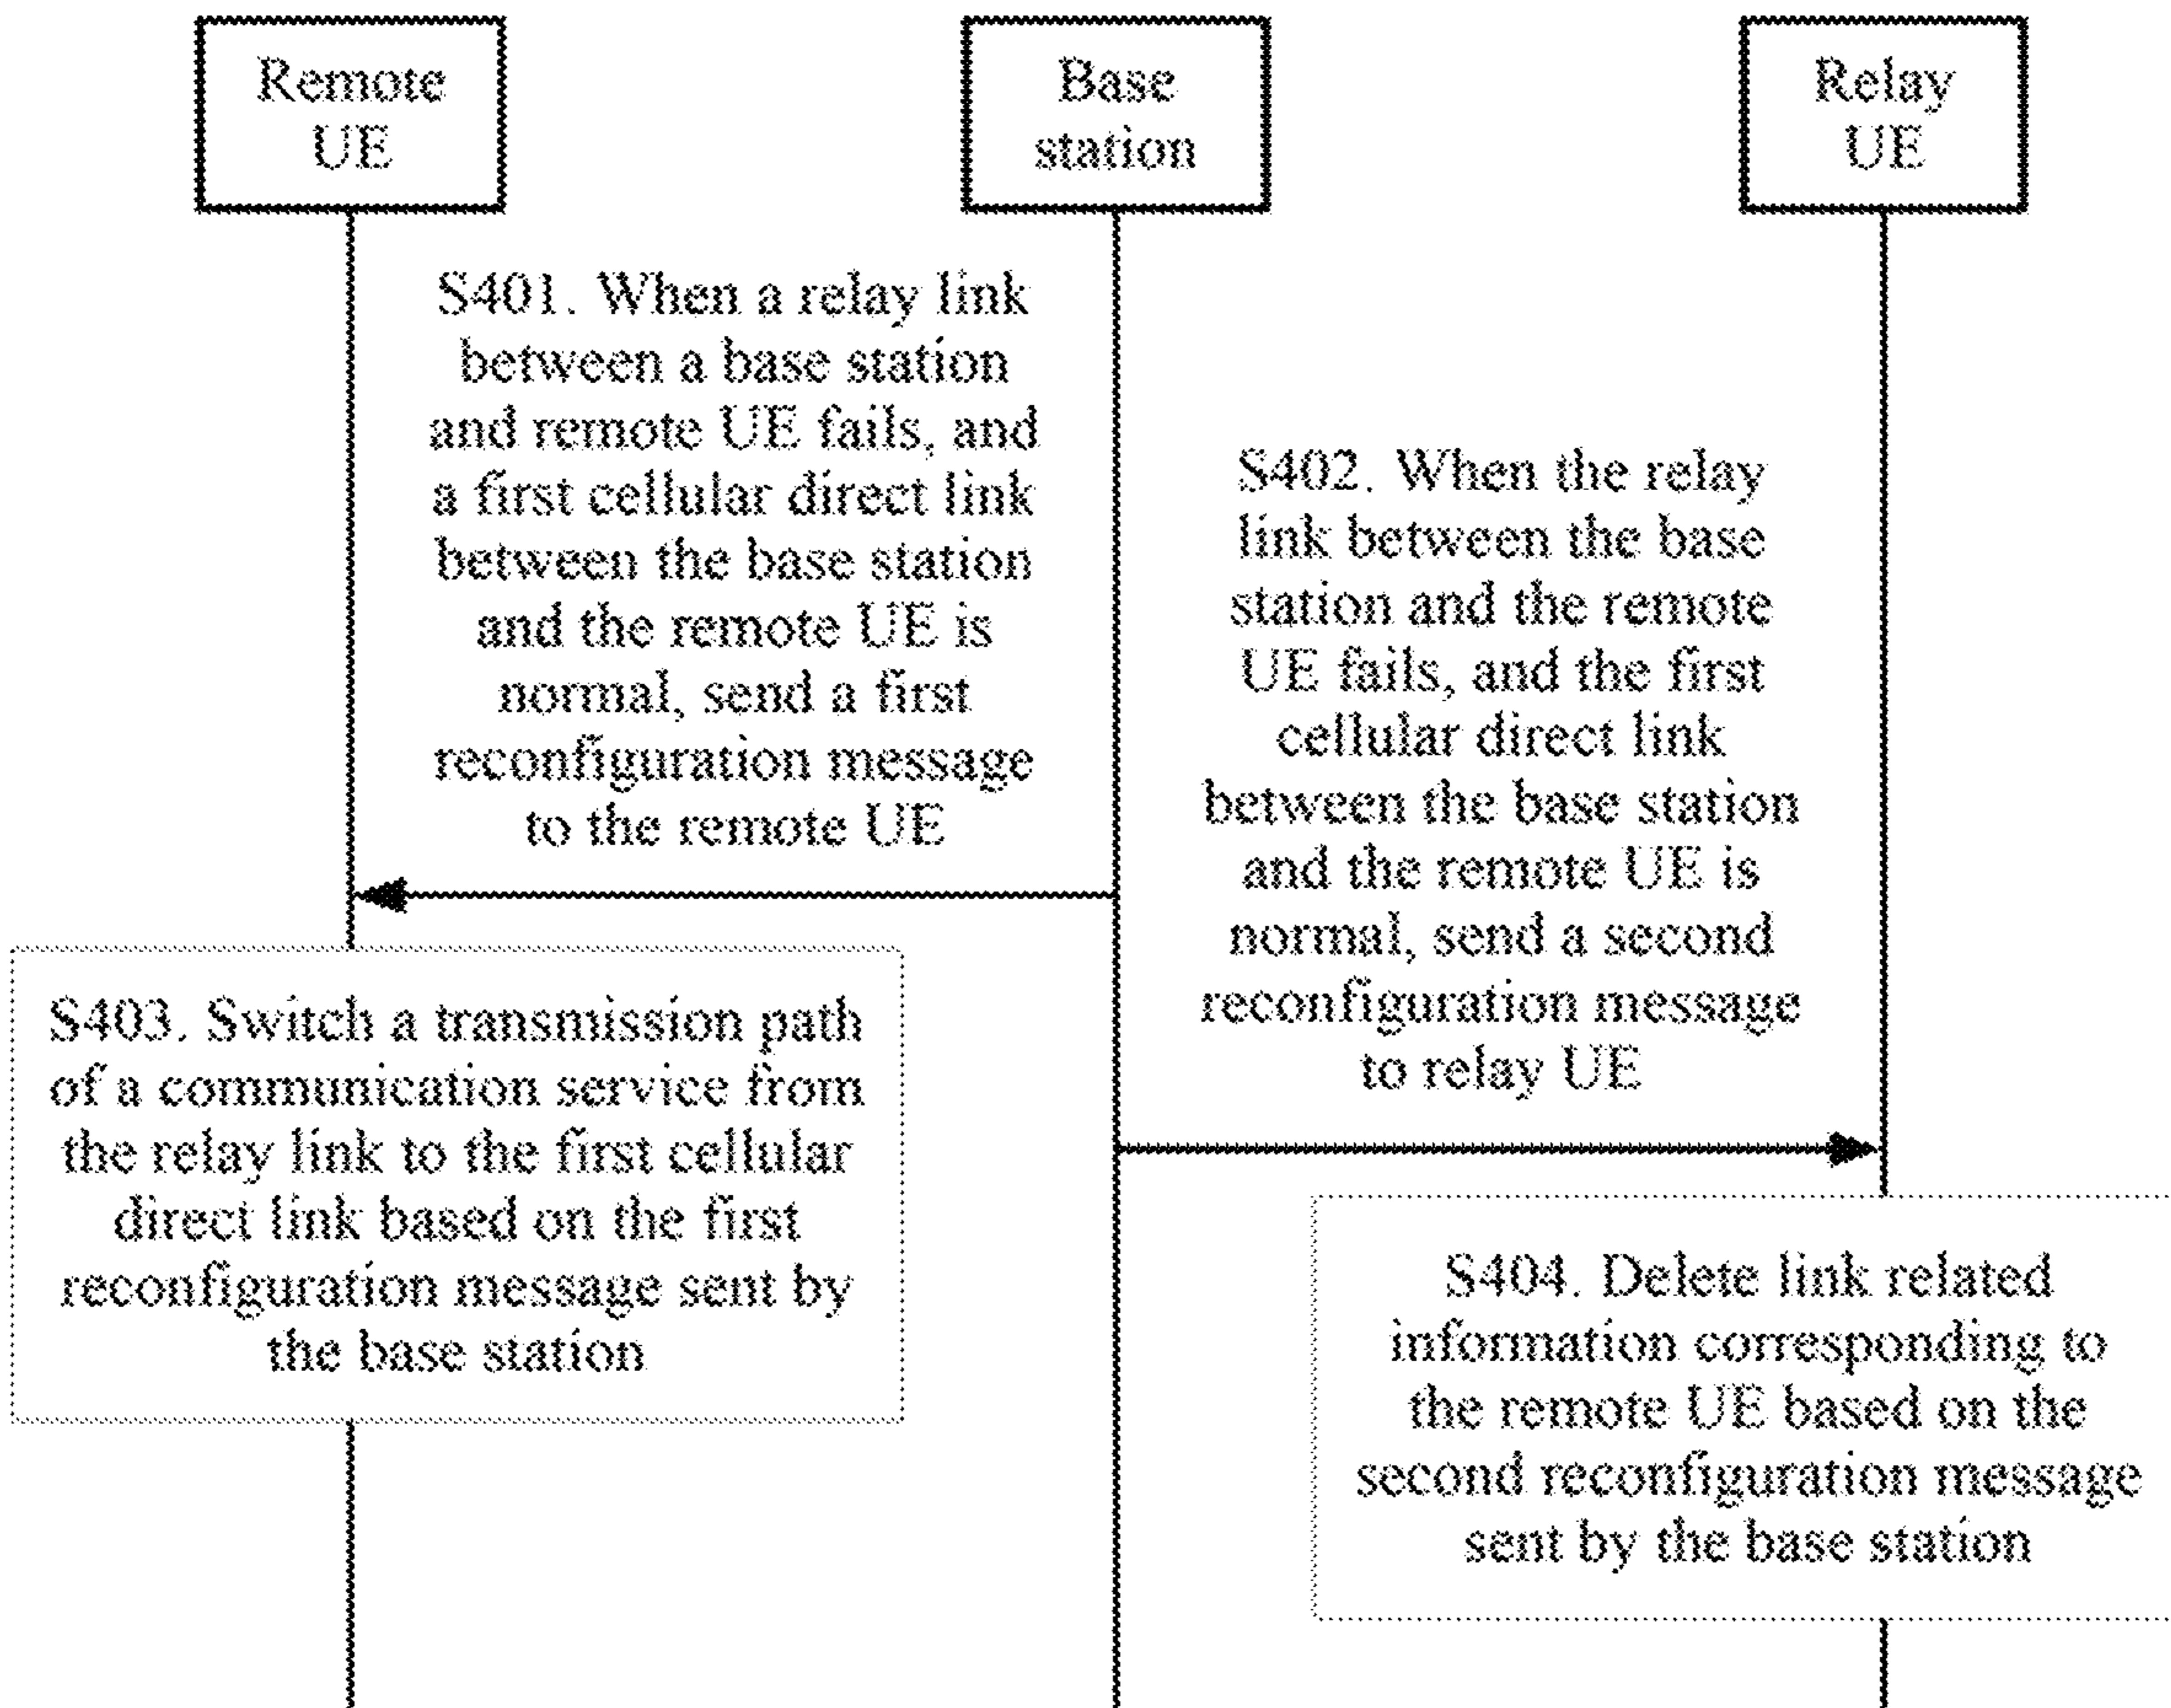 Remote
UE
Base
station
Relay
UE
S401. When a relay link
between a base station
and remote UE fails, and
a first cellular direct link
between the base station
and the remote UE is
normal, send a first
reconfiguration message
to the remote UE
S402. When the relay
link between the base
station and the remote
UE fails, and the first
cellular direct link
between the base station
and the remote UE is
normal, send a second
reconfiguration message
to relay UE
S403. Switch a transmission path
of a communication service from
the relay link to the first cellular
direct link based on the first
reconfiguration message sent by
the base station
S404. Delete link related
information corresponding to
the remote UE based on the
second reconfiguration message
sent by the base station